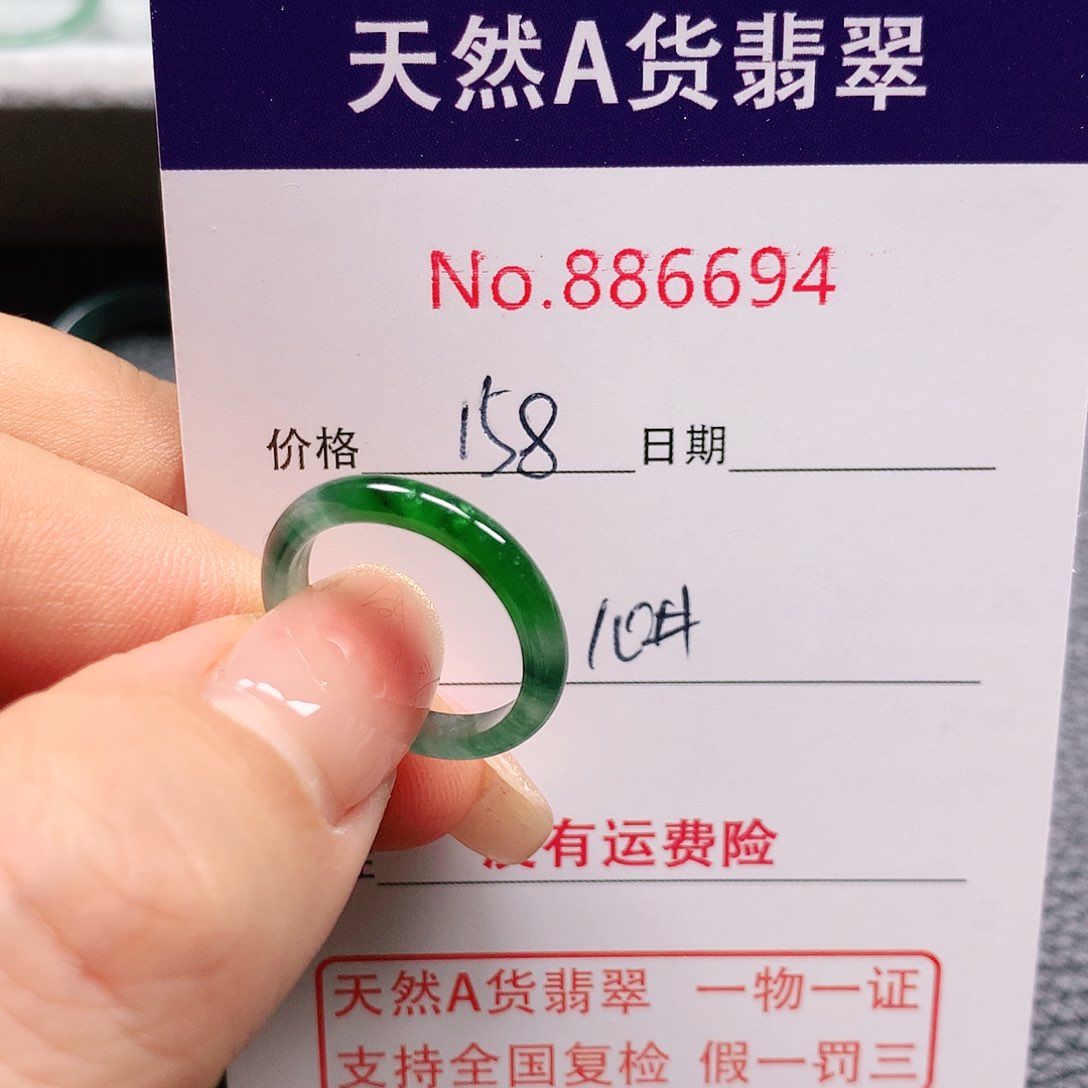 天然A货翡翠
No.886694
价格 158 日期
10#
有运费险
天然A货翡翠 一物一证
支持全国复检 假一罚三